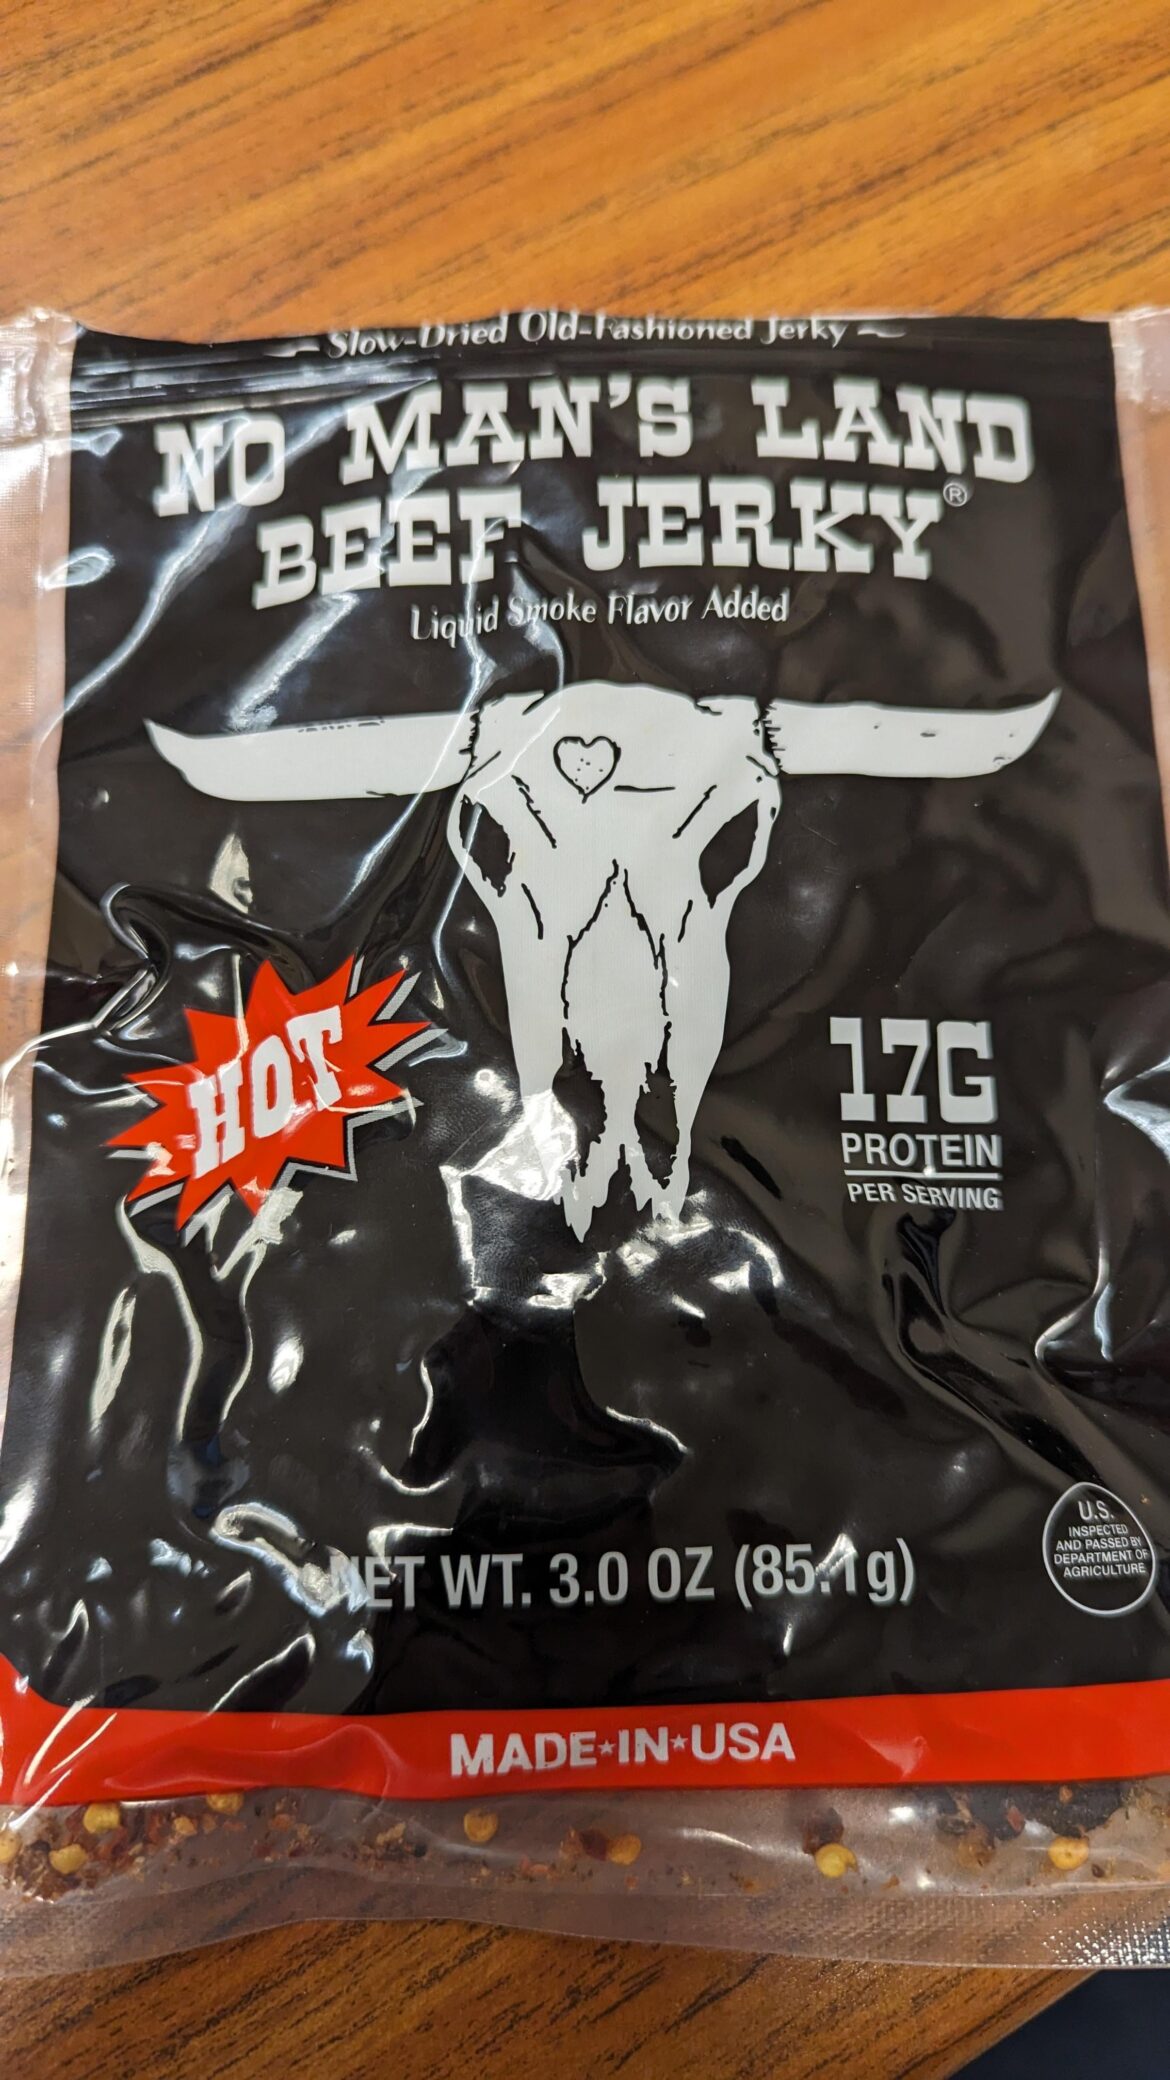 Slow-Dried Old-Fashioned Jerky
NO MAN'S LAND
BEEF JERKY®
Liquid Smoke Flavor Added
HOT
17G
PROTEIN
PER SERVING
NET WT. 3.0 OZ (85.1g)
U.S.
INSPECTED
AND PASSED BY
DEPARTMENT OF
AGRICULTURE
MADE★IN★USA